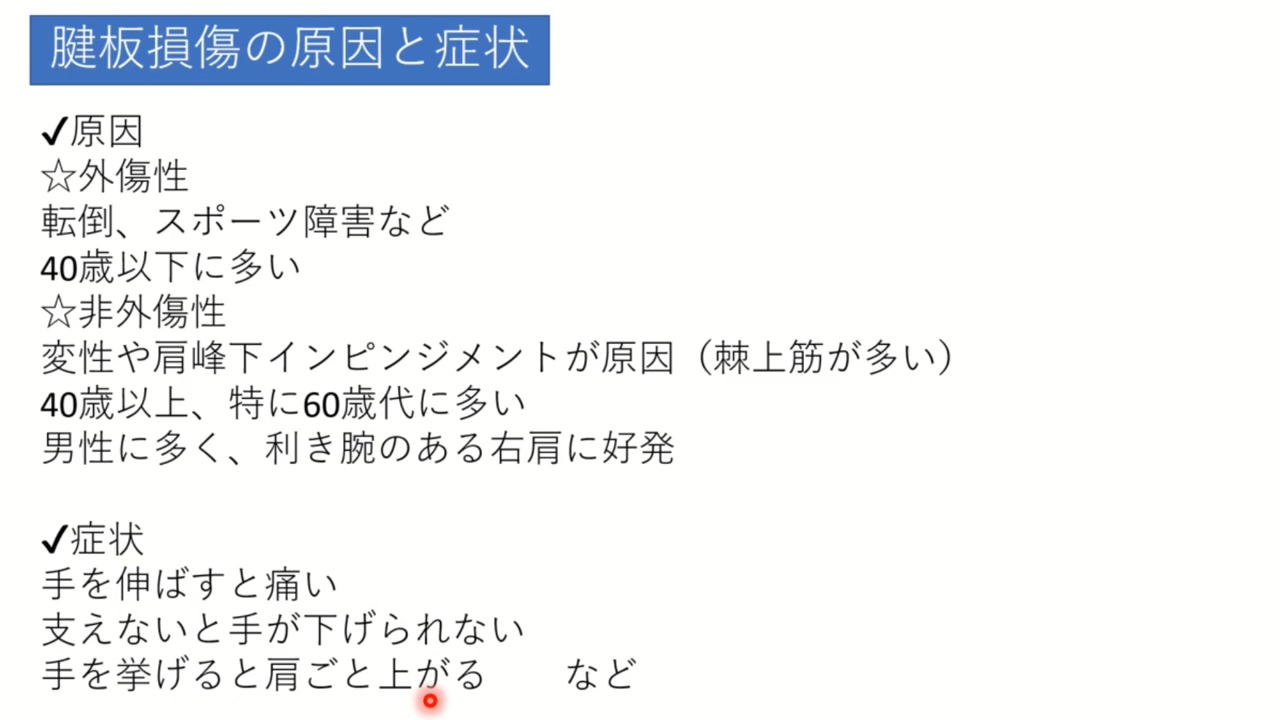 腱板損傷の原因と症状
✓原因
☆外傷性
転倒、スポーツ障害など
40歳以下に多い
☆非外傷性
変性や肩峰下インピンジメントが原因（棘上筋が多い）
40歳以上、特に60歳代に多い
男性に多く、利き腕のある右肩に好発
✓症状
手を伸ばすと痛い
支えないと手が下げられない
手を挙げると肩ごと上がる　　など